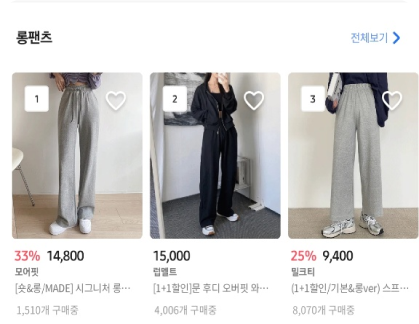 롱팬츠
전체보기
1
2
3
33% 14,800
모어핏
[숏&롱/MADE] 시그니처 롱…
1,510개 구매중
15,000
럽멜트
[1+1할인]문 후디 오버핏 와…
4,006개 구매중
25% 9,400
밀크티
(1+1할인/기본&롱ver) 스프…
8,070개 구매중